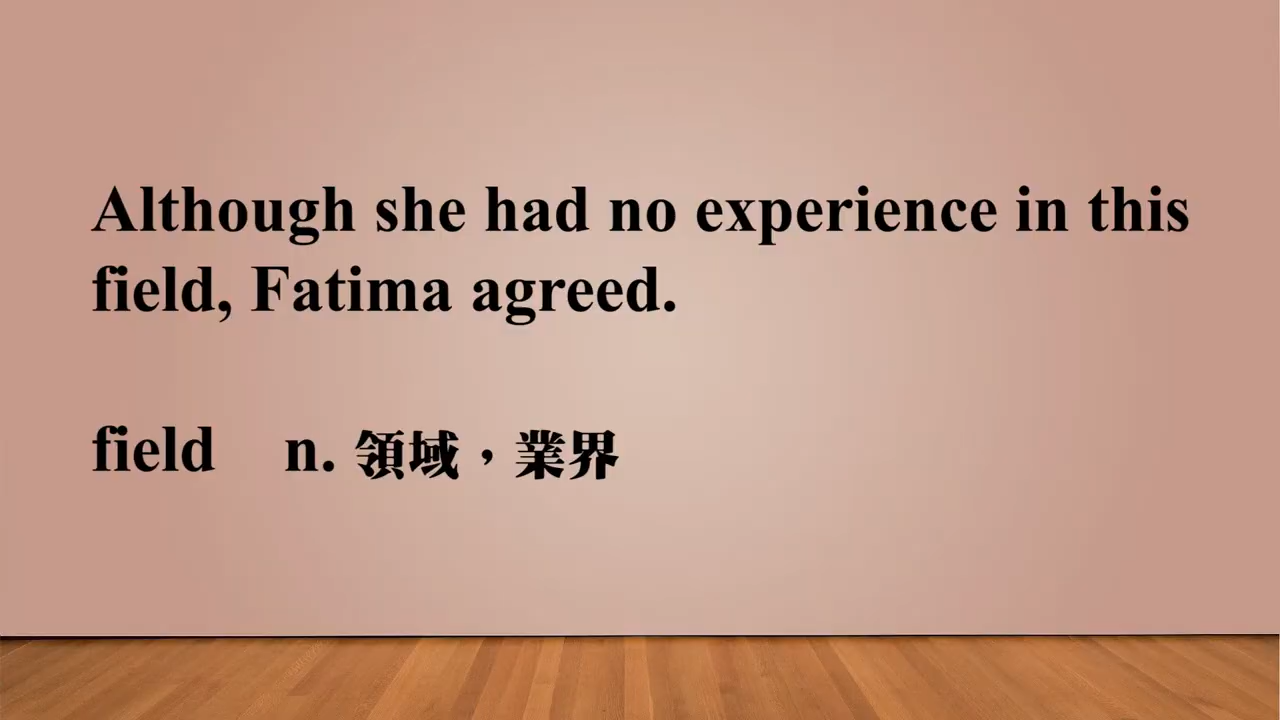 Although she had no experience in this
field, Fatima agreed.
field n. 領域，業界